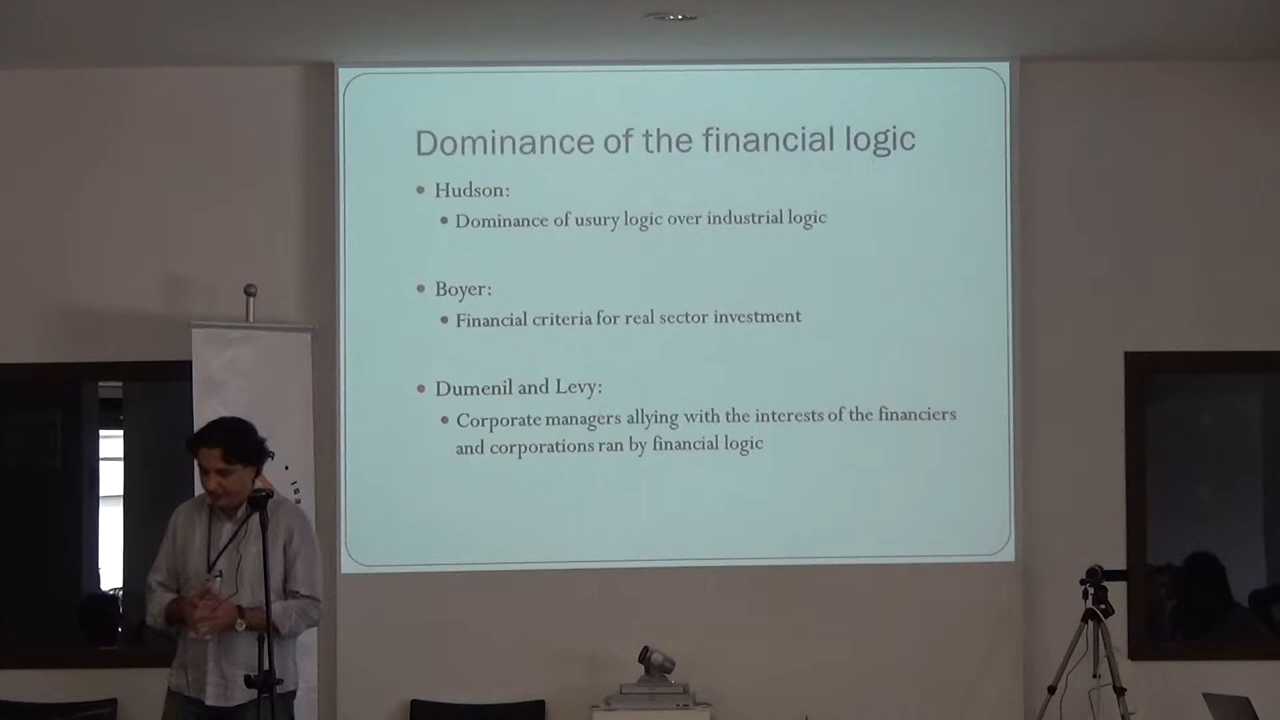 Dominance of the financial logic
• Hudson:
• Dominance of usury logic over industrial logic
• Boyer:
• Financial criteria for real sector investment
• Dumenil and Levy:
• Corporate managers allying with the interests of the financiers
and corporations ran by financial logic